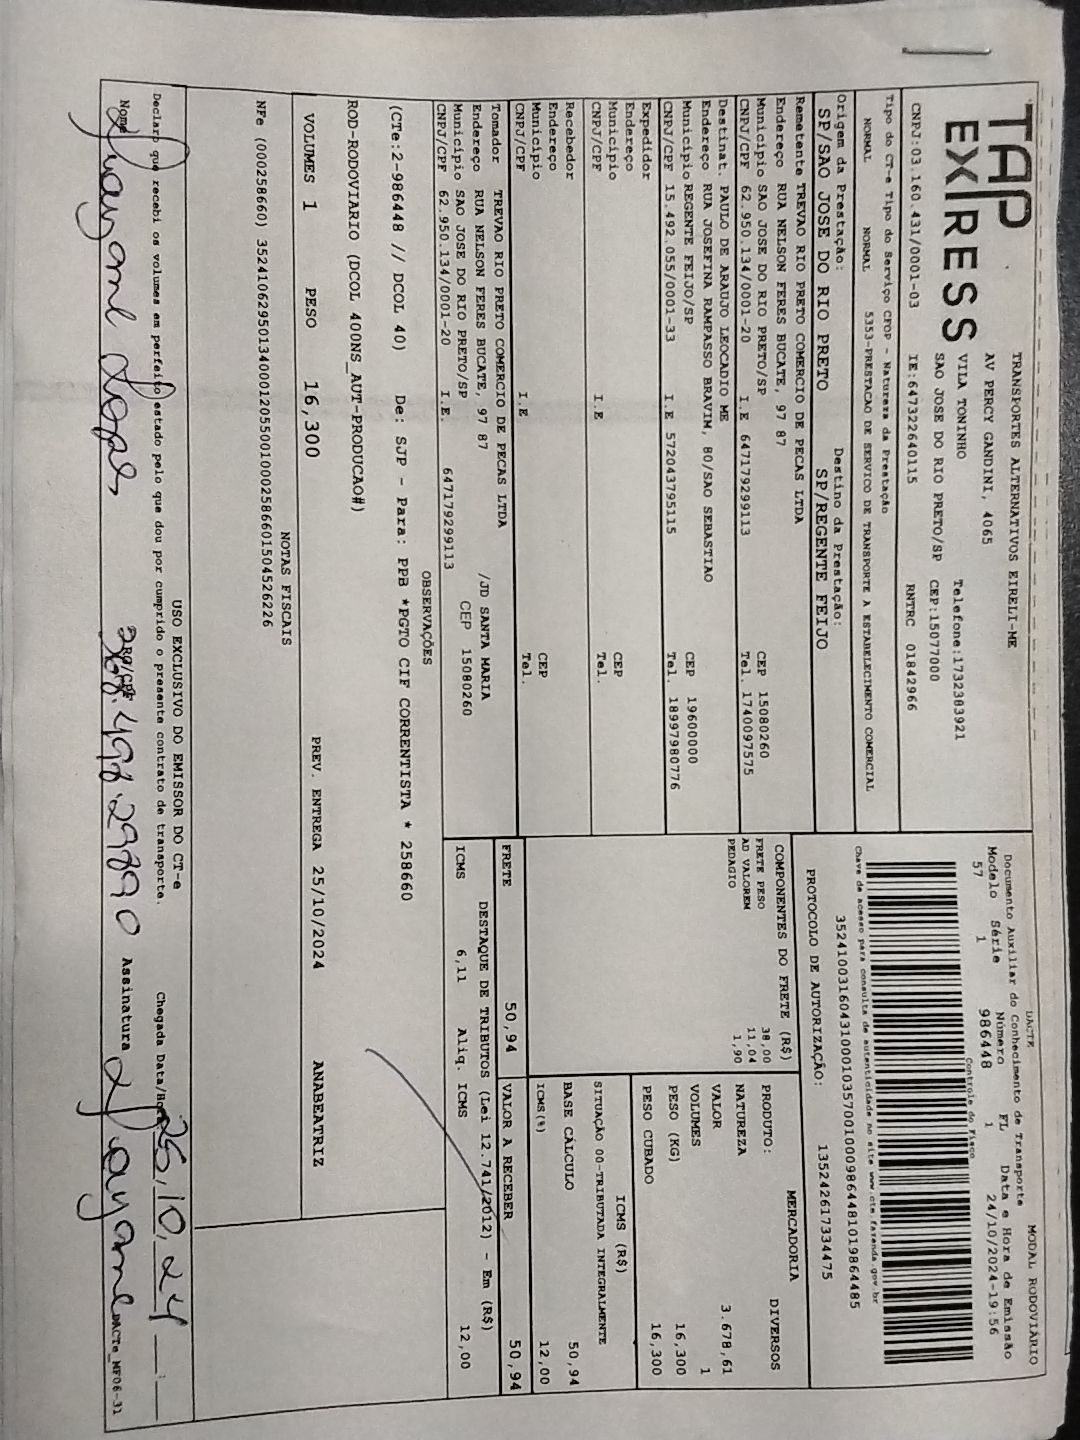 TAP
EXPRESS
TRANSPORTES ALTERNATIVOS EIRELI-ME
AV PERCY GANDINI, 4065
VILA TONINHO
SAO JOSE DO RIO PRETO/SP
Telefone:1732383921
CEP:15077000
CNPJ:03.160.431/0001-03 IE:647322640115 RNTRC 01842966
DACTE
Documento Auxiliar do Conhecimento de Transporte
MODAL RODOVIÁRIO
Modelo Série Número FL Data e Hora de Emissão
57 1 986448 1 24/10/2024-19:56
Controle do Fisco
Chave de acesso para consulta de autenticidade no site www.cte.fazenda.gov.br
35241003160431000103570010009864481019864485
PROTOCOLO DE AUTORIZAÇÃO: 135242617334475
Tipo do CT-e Tipo do Serviço CFOP - Natureza da Prestação
NORMAL NORMAL 5353-PRESTACAO DE SERVICO DE TRANSPORTE A ESTABELECIMENTO COMERCIAL
Origem da Prestação: Destino da Prestação:
SP/SAO JOSE DO RIO PRETO SP/REGENTE FEIJO
Remetente TREVAO RIO PRETO COMERCIO DE PECAS LTDA
Endereço RUA NELSON FERES BUCATE, 97 87
Município SAO JOSE DO RIO PRETO/SP CEP 15080260
CNPJ/CPF 62.950.134/0001-20 I.E 647179299113 Tel. 1740097575
Destinat. PAULO DE ARAUJO LEOCADIO ME
Endereço RUA JOSEFINA RAMPASSO BRAVIM, 80/SAO SEBASTIAO
Município REGENTE FEIJO/SP CEP 19600000
CNPJ/CPF 15.492.055/0001-33 I.E 572043795115 Tel. 18997980776
Expedidor
Endereço
Município CEP
CNPJ/CPF I.E Tel.
Recebedor
Endereço
Município CEP
CNPJ/CPF I.E Tel.
Tomador TREVAO RIO PRETO COMERCIO DE PECAS LTDA
Endereço RUA NELSON FERES BUCATE, 97 87 /JD SANTA MARIA
Município SAO JOSE DO RIO PRETO/SP CEP 15080260
CNPJ/CPF 62.950.134/0001-20 I.E. 647179299113
COMPONENTES DO FRETE (R$)
FRETE PESO 38,00
AD VALOREM 11,04
PEDAGIO 1,90
MERCADORIA
PRODUTO: DIVERSOS
NATUREZA
VALOR 3.678,61
VOLUMES 1
PESO (KG) 16,300
PESO CUBADO 16,300
ICMS (R$)
SITUAÇÃO 00-TRIBUTADA INTEGRALMENTE
BASE CÁLCULO 50,94
ICMS(%) 12,00
FRETE 50,94 VALOR A RECEBER 50,94
DESTAQUE DE TRIBUTOS (Lei 12.741/2012) - Em (R$)
ICMS 6,11 Aliq. ICMS 12,00
OBSERVAÇÕES
(CTe:2-986448 // DCOL 40) De: SJP - Para: PPB *PGTO CIF CORRENTISTA * 258660
ROD-RODOVIARIO (DCOL 400NS_AUT-PRODUCAO#)
VOLUMES 1 PESO 16,300 PREV. ENTREGA 25/10/2024 ANABEATRIZ
NOTAS FISCAIS
NFe (000258660) 35241062950134000120550010002586601504526226
USO EXCLUSIVO DO EMISSOR DO CT-e
Declaro que recebi os volumes em perfeito estado pelo que dou por cumprido o presente contrato de transporte. Chegada Data/Hora 25,10,24
Nome RG/CPF Assinatura
DACTe_MF06-31